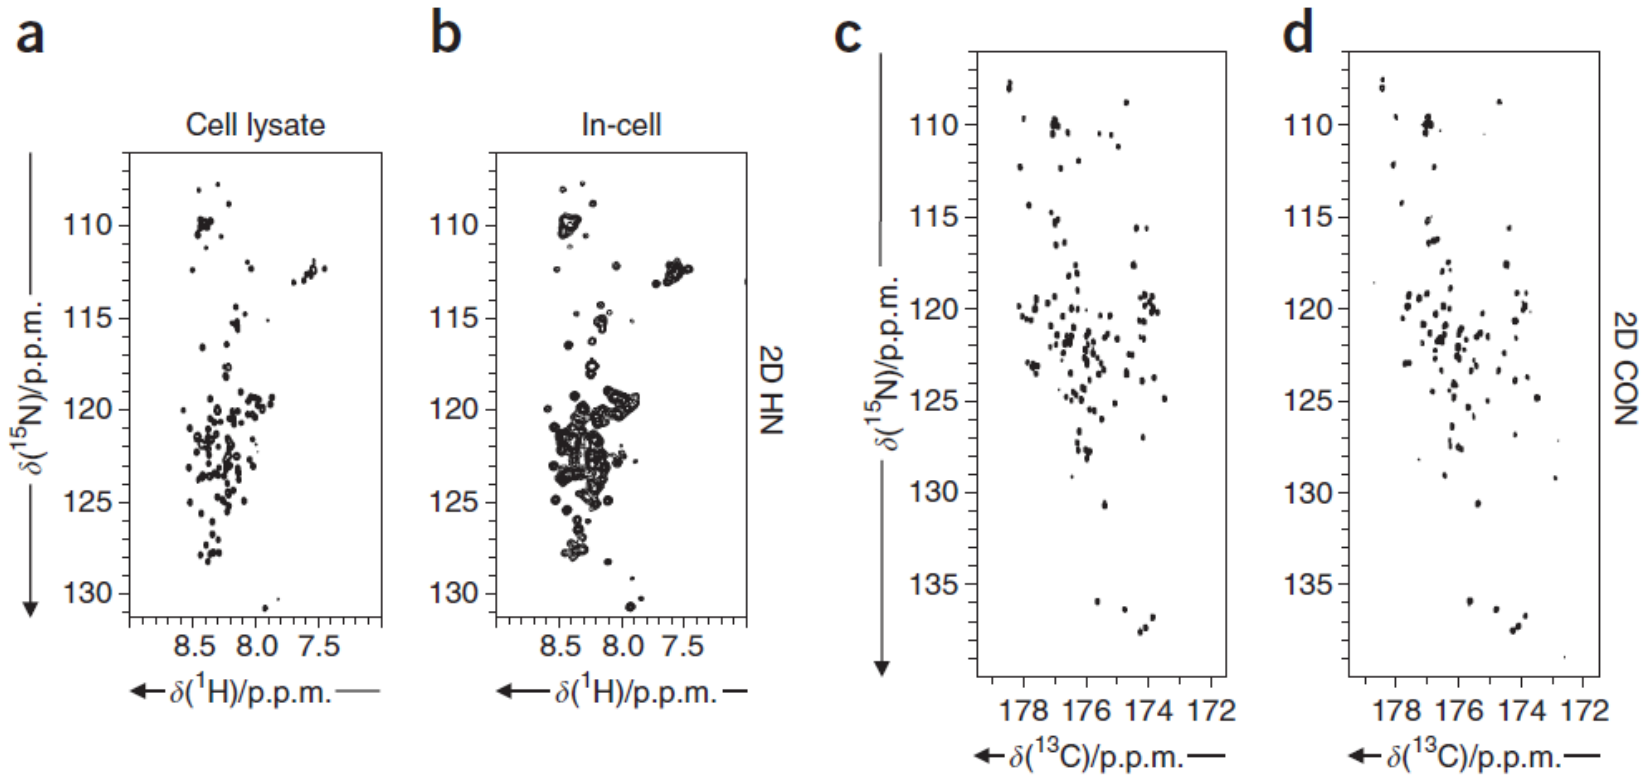 a
b
c
d
Cell lysate
In-cell
110
115
120
125
130
8.5 8.0 7.5
δ(¹⁵N)/p.p.m.
δ(¹H)/p.p.m.
110
115
120
125
130
8.5 8.0 7.5
δ(¹H)/p.p.m.
2D HN
δ(¹⁵N)/p.p.m.
110
115
120
125
130
135
178 176 174 172
δ(¹³C)/p.p.m.
110
115
120
125
130
135
178 176 174 172
δ(¹³C)/p.p.m.
2D CON